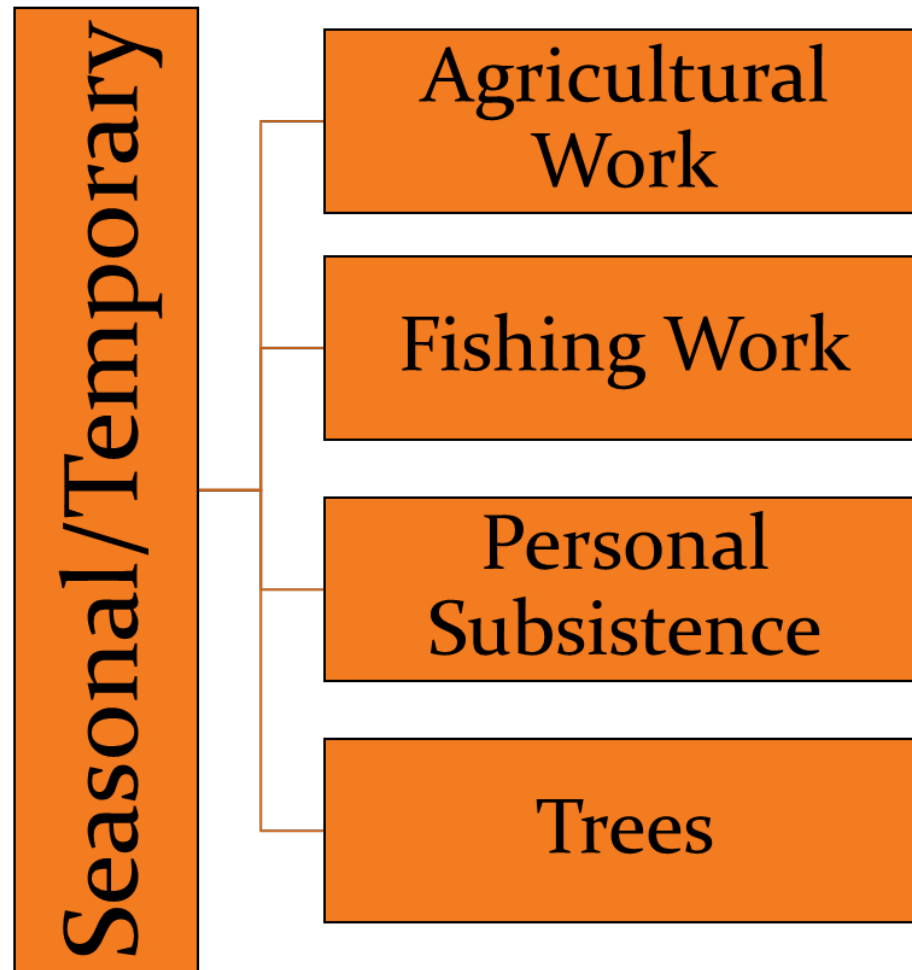 Seasonal/Temporary
Agricultural
Work
Fishing Work
Personal
Subsistence
Trees